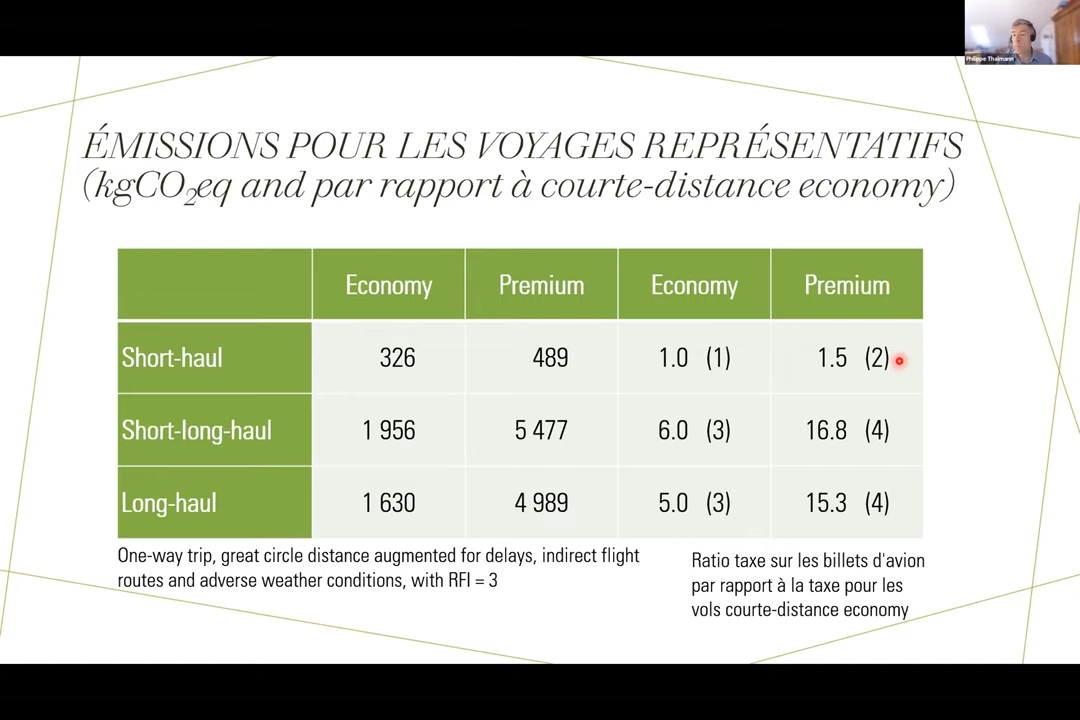 Philippe Thalmann
ÉMISSIONS POUR LES VOYAGES REPRÉSENTATIFS
(kgCO₂eq and par rapport à courte-distance economy)
Economy Premium Economy Premium
Short-haul 326 489 1.0 (1) 1.5 (2)
Short-long-haul 1 956 5 477 6.0 (3) 16.8 (4)
Long-haul 1 630 4 989 5.0 (3) 15.3 (4)
One-way trip, great circle distance augmented for delays, indirect flight
routes and adverse weather conditions, with RFI = 3
Ratio taxe sur les billets d'avion
par rapport à la taxe pour les
vols courte-distance economy